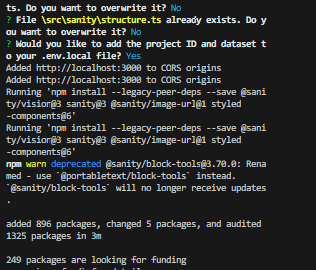 ts. Do you want to overwrite it? No
? File \src\sanity\structure.ts already exists. Do y
ou want to overwrite it? No
? Would you like to add the project ID and dataset t
o your .env.local file? Yes
Added http://localhost:3000 to CORS origins
Added http://localhost:3000 to CORS origins
Running 'npm install --legacy-peer-deps --save @sani
ty/vision@3 sanity@3 @sanity/image-url@1 styled
-components@6'
Running 'npm install --legacy-peer-deps --save @sani
ty/vision@3 sanity@3 @sanity/image-url@1 styled
-components@6'
npm warn deprecated @sanity/block-tools@3.70.0: Rena
med - use `@portabletext/block-tools` instead.
`@sanity/block-tools` will no longer receive updates
.
added 896 packages, changed 5 packages, and audited
1325 packages in 3m
249 packages are looking for funding